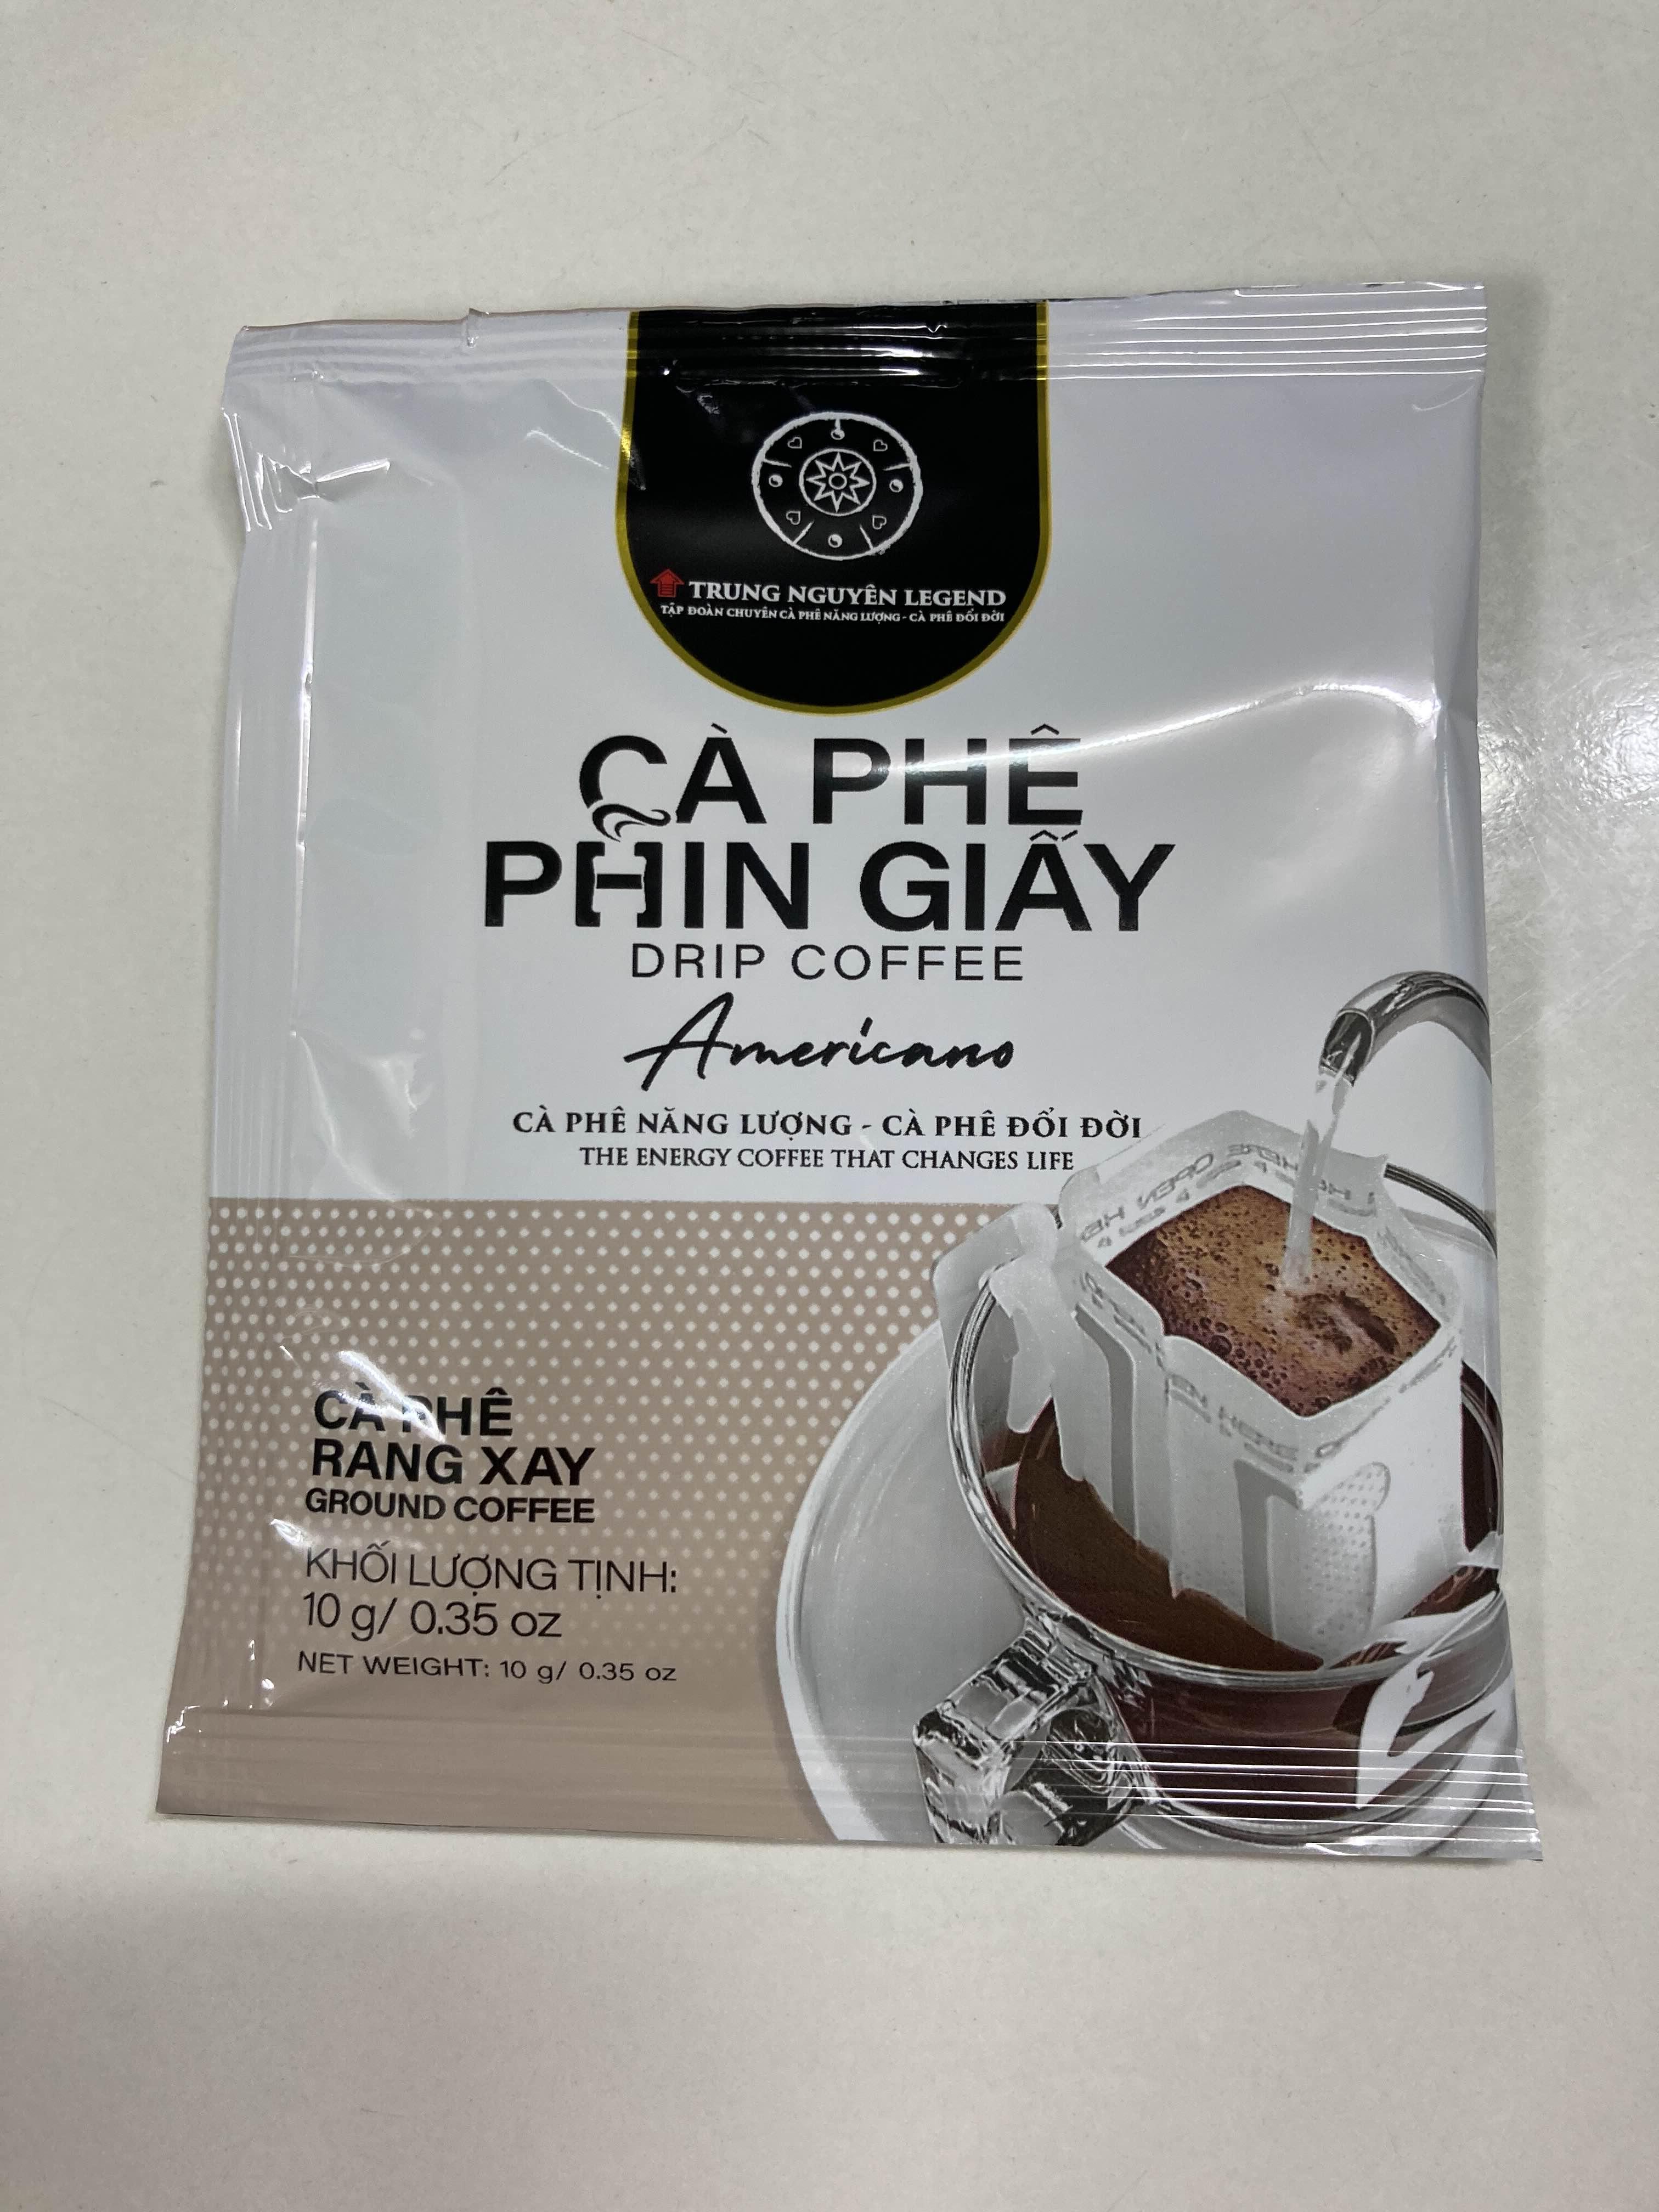 TRUNG NGUYÊN LEGEND
TẬP ĐOÀN CHUYÊN CÀ PHÊ NĂNG LƯỢNG - CÀ PHÊ ĐỔI ĐỜI
CÀ PHÊ
PHIN GIẤY
DRIP COFFEE
Americano
CÀ PHÊ NĂNG LƯỢNG - CÀ PHÊ ĐỔI ĐỜI
THE ENERGY COFFEE THAT CHANGES LIFE
CÀ PHÊ
RANG XAY
GROUND COFFEE
KHỐI LƯỢNG TỊNH:
10 g/ 0.35 oz
NET WEIGHT: 10 g/ 0.35 oz